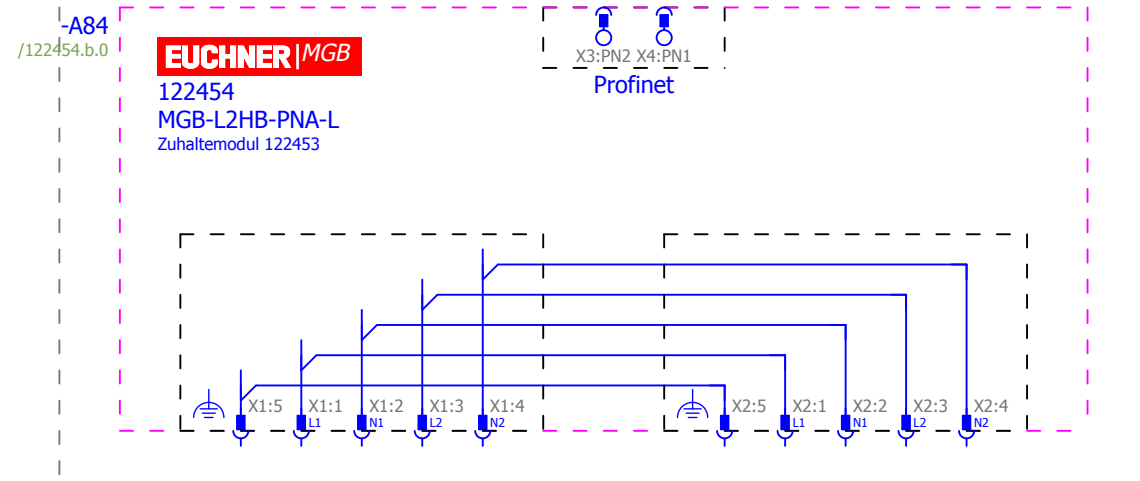 -A84
/122454.b.0
EUCHNER MGB
122454
MGB-L2HB-PNA-L
Zuhaltemodul 122453
X3:PN2 X4:PN1
Profinet
X1:5 X1:1 X1:2 X1:3 X1:4 X2:5 X2:1 X2:2 X2:3 X2:4
L1 N1 L2 N2 L1 N1 L2 N2